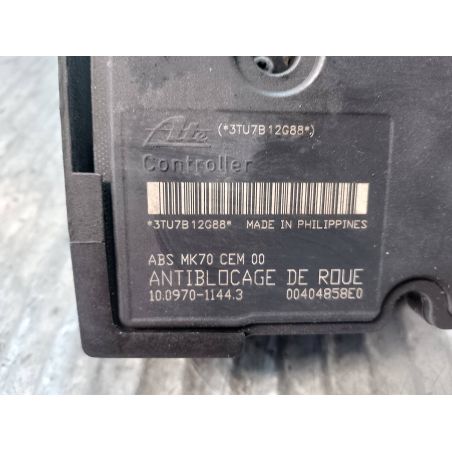 Ate (*3TU7B12G88*)
Controller
*3TU7B12G88* MADE IN PHILIPPINES
ABS MK70 CEM 00
ANTIBLOCAGE DE ROUE
10.0970-1144.3 00404858E0